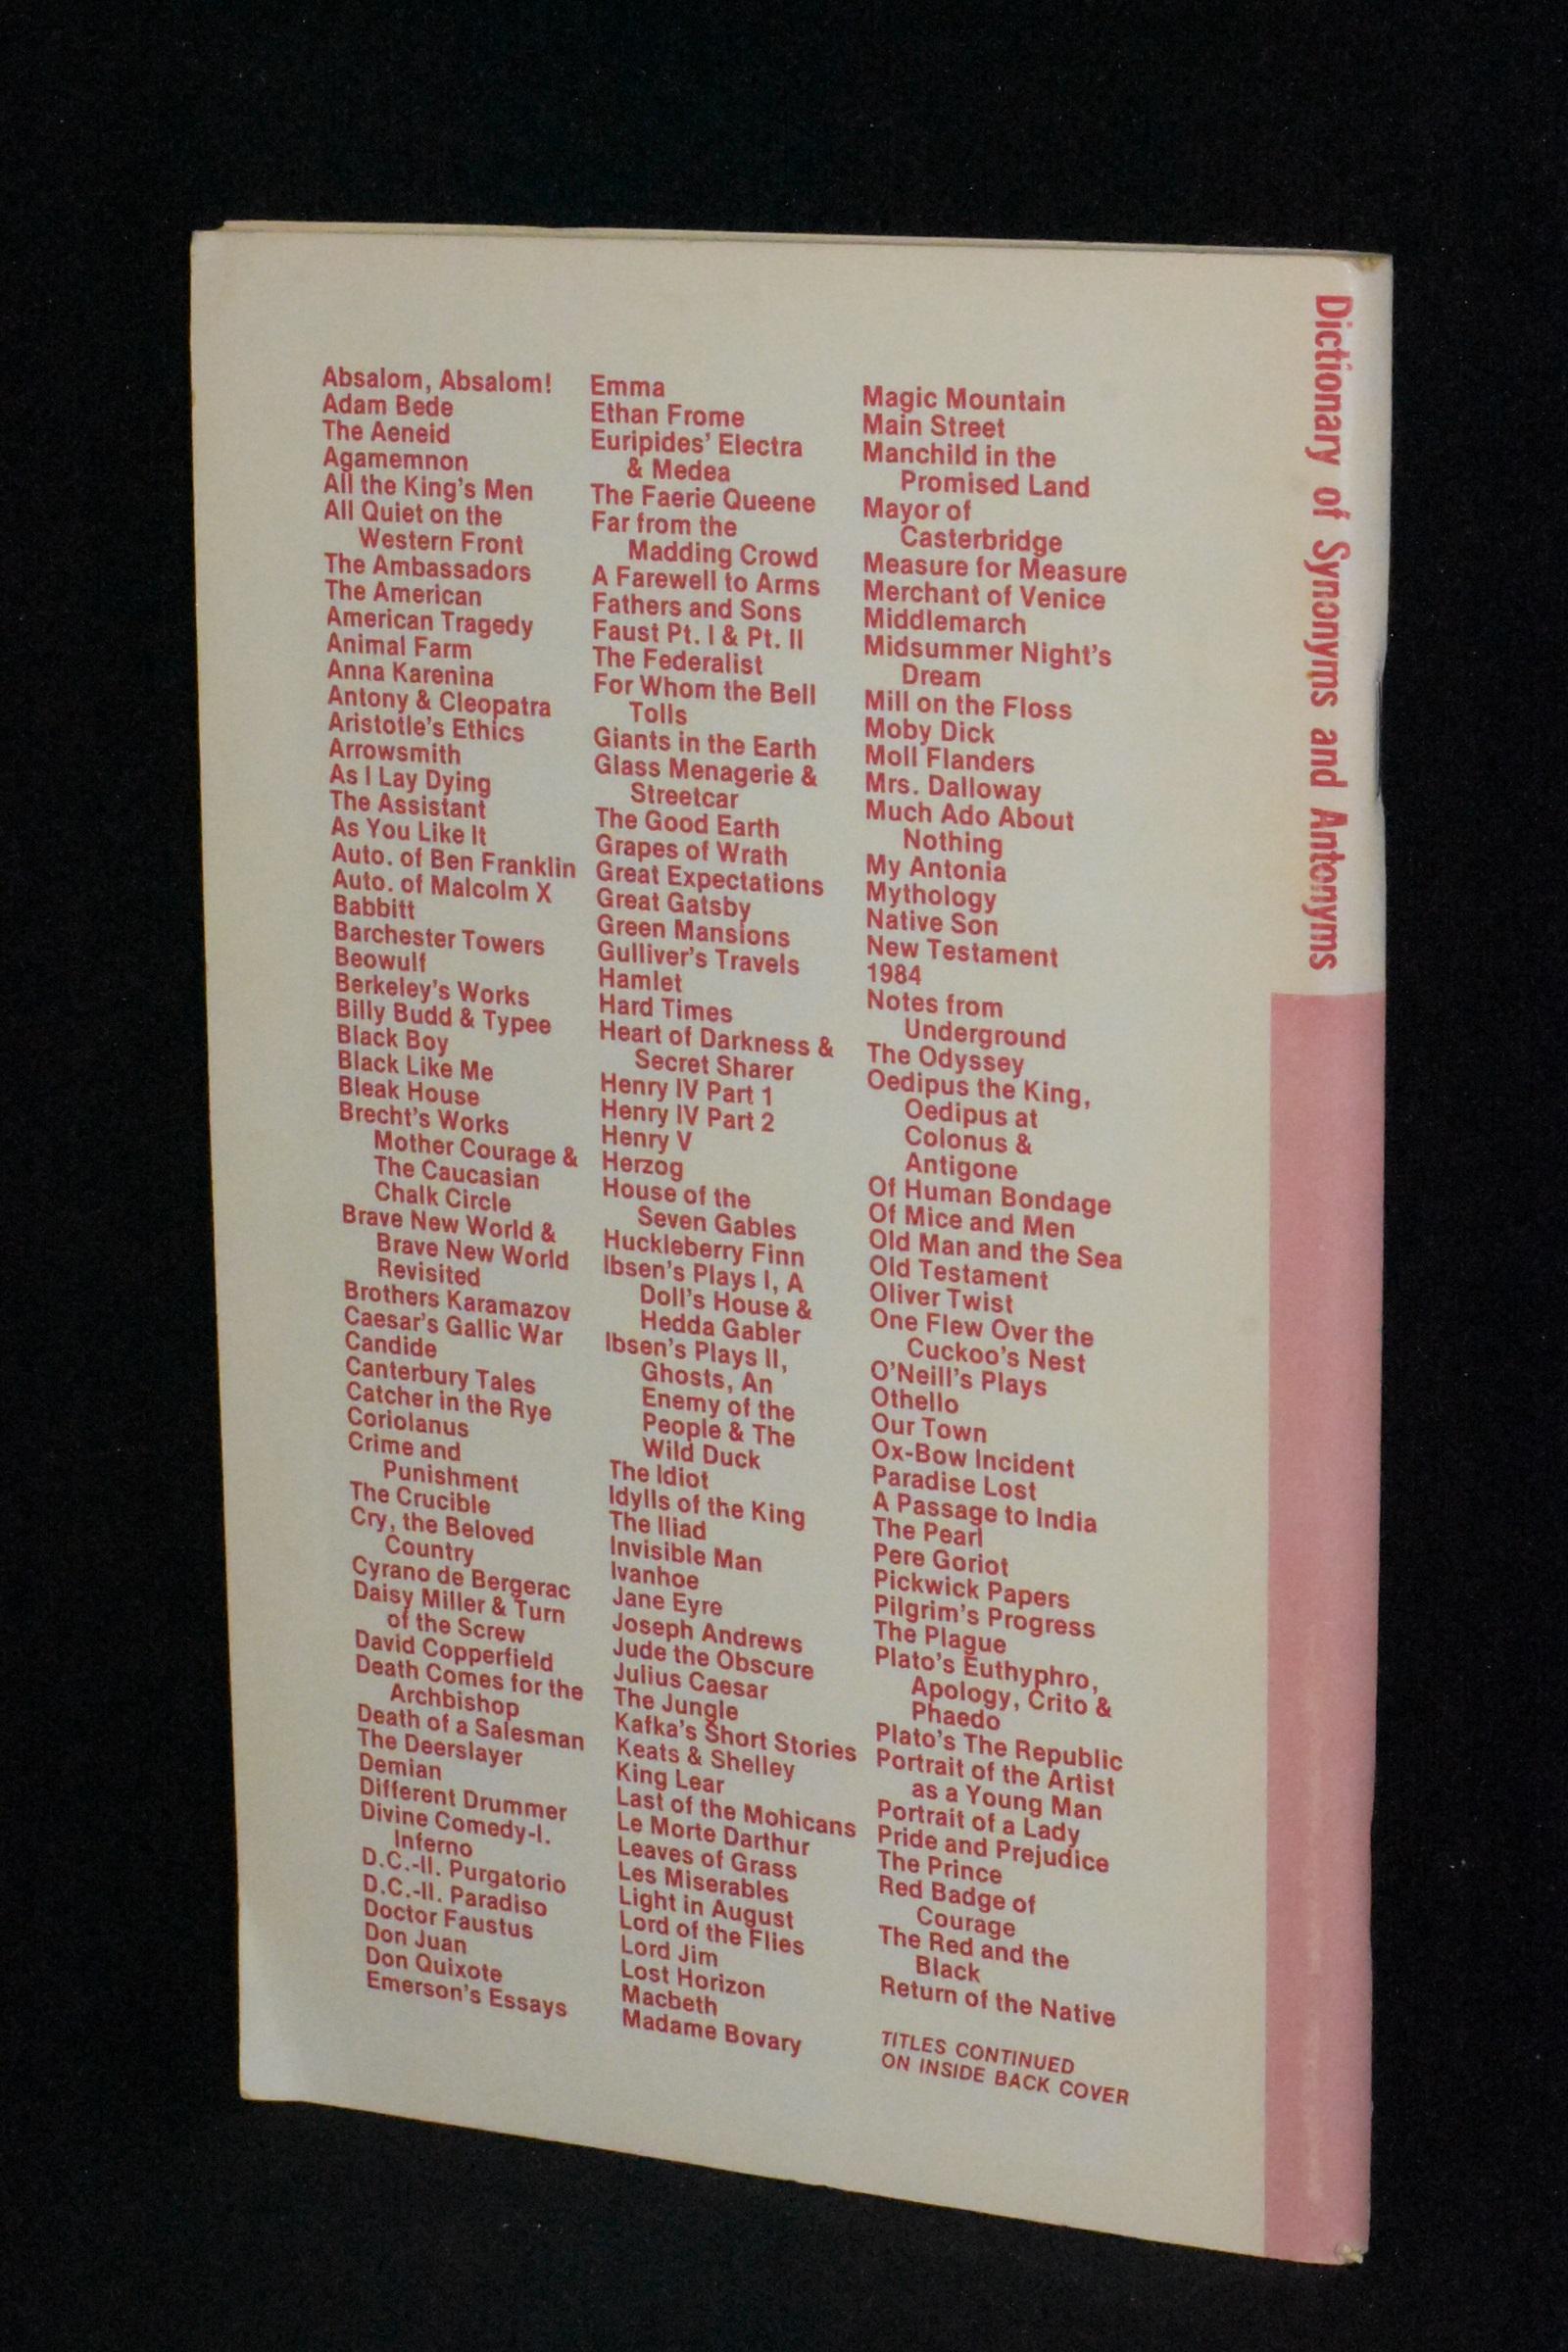 Absalom, Absalom!
Adam Bede
The Aeneid
Agamemnon
All the King's Men
All Quiet on the
Western Front
The Ambassadors
The American
American Tragedy
Animal Farm
Anna Karenina
Antony & Cleopatra
Aristotle's Ethics
Arrowsmith
As I Lay Dying
The Assistant
As You Like It
Auto. of Ben Franklin
Auto. of Malcolm X
Babbitt
Barchester Towers
Beowulf
Berkeley's Works
Billy Budd & Typee
Black Boy
Black Like Me
Bleak House
Brecht's Works
Mother Courage &
The Caucasian
Chalk Circle
Brave New World &
Brave New World
Revisited
Brothers Karamazov
Caesar's Gallic War
Candide
Canterbury Tales
Catcher in the Rye
Coriolanus
Crime and
Punishment
The Crucible
Cry, the Beloved
Country
Cyrano de Bergerac
Daisy Miller & Turn
of the Screw
David Copperfield
Death Comes for the
Archbishop
Death of a Salesman
The Deerslayer
Demian
Different Drummer
Divine Comedy-I.
Inferno
D.C.-II. Purgatorio
D.C.-II. Paradiso
Doctor Faustus
Don Juan
Don Quixote
Emerson's Essays
Emma
Ethan Frome
Euripides' Electra
& Medea
The Faerie Queene
Far from the
Madding Crowd
A Farewell to Arms
Fathers and Sons
Faust Pt. I & Pt. II
The Federalist
For Whom the Bell
Tolls
Giants in the Earth
Glass Menagerie &
Streetcar
The Good Earth
Grapes of Wrath
Great Expectations
Great Gatsby
Green Mansions
Gulliver's Travels
Hamlet
Hard Times
Heart of Darkness &
Secret Sharer
Henry IV Part 1
Henry IV Part 2
Henry V
Herzog
House of the
Seven Gables
Huckleberry Finn
Ibsen's Plays I, A
Doll's House &
Hedda Gabler
Ibsen's Plays II,
Ghosts, An
Enemy of the
People & The
Wild Duck
The Idiot
Idylls of the King
The Iliad
Invisible Man
Ivanhoe
Jane Eyre
Joseph Andrews
Jude the Obscure
Julius Caesar
The Jungle
Kafka's Short Stories
Keats & Shelley
King Lear
Last of the Mohicans
Le Morte Darthur
Leaves of Grass
Les Miserables
Light in August
Lord of the Flies
Lord Jim
Lost Horizon
Macbeth
Madame Bovary
Magic Mountain
Main Street
Manchild in the
Promised Land
Mayor of
Casterbridge
Measure for Measure
Merchant of Venice
Middlemarch
Midsummer Night's
Dream
Mill on the Floss
Moby Dick
Moll Flanders
Mrs. Dalloway
Much Ado About
Nothing
My Antonia
Mythology
Native Son
New Testament
1984
Notes from
Underground
The Odyssey
Oedipus the King,
Oedipus at
Colonus &
Antigone
Of Human Bondage
Of Mice and Men
Old Man and the Sea
Old Testament
Oliver Twist
One Flew Over the
Cuckoo's Nest
O'Neill's Plays
Othello
Our Town
Ox-Bow Incident
Paradise Lost
A Passage to India
The Pearl
Pere Goriot
Pickwick Papers
Pilgrim's Progress
The Plague
Plato's Euthyphro,
Apology, Crito &
Phaedo
Plato's The Republic
Portrait of the Artist
as a Young Man
Portrait of a Lady
Pride and Prejudice
The Prince
Red Badge of
Courage
The Red and the
Black
Return of the Native
TITLES CONTINUED
ON INSIDE BACK COVER
Dictionary of Synonyms and Antonyms